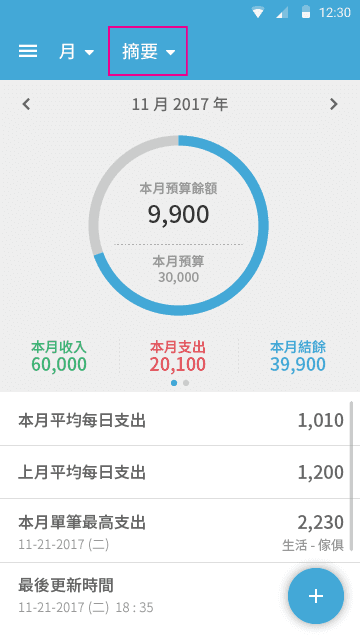 12:30
月 摘要
11 月 2017 年
本月預算餘額
9,900
本月預算
30,000
本月收入 本月支出 本月結餘
60,000 20,100 39,900
本月平均每日支出 1,010
上月平均每日支出 1,200
本月單筆最高支出 2,230
11-21-2017 (二) 生活 - 傢俱
最後更新時間
11-21-2017 (二) 18 : 35